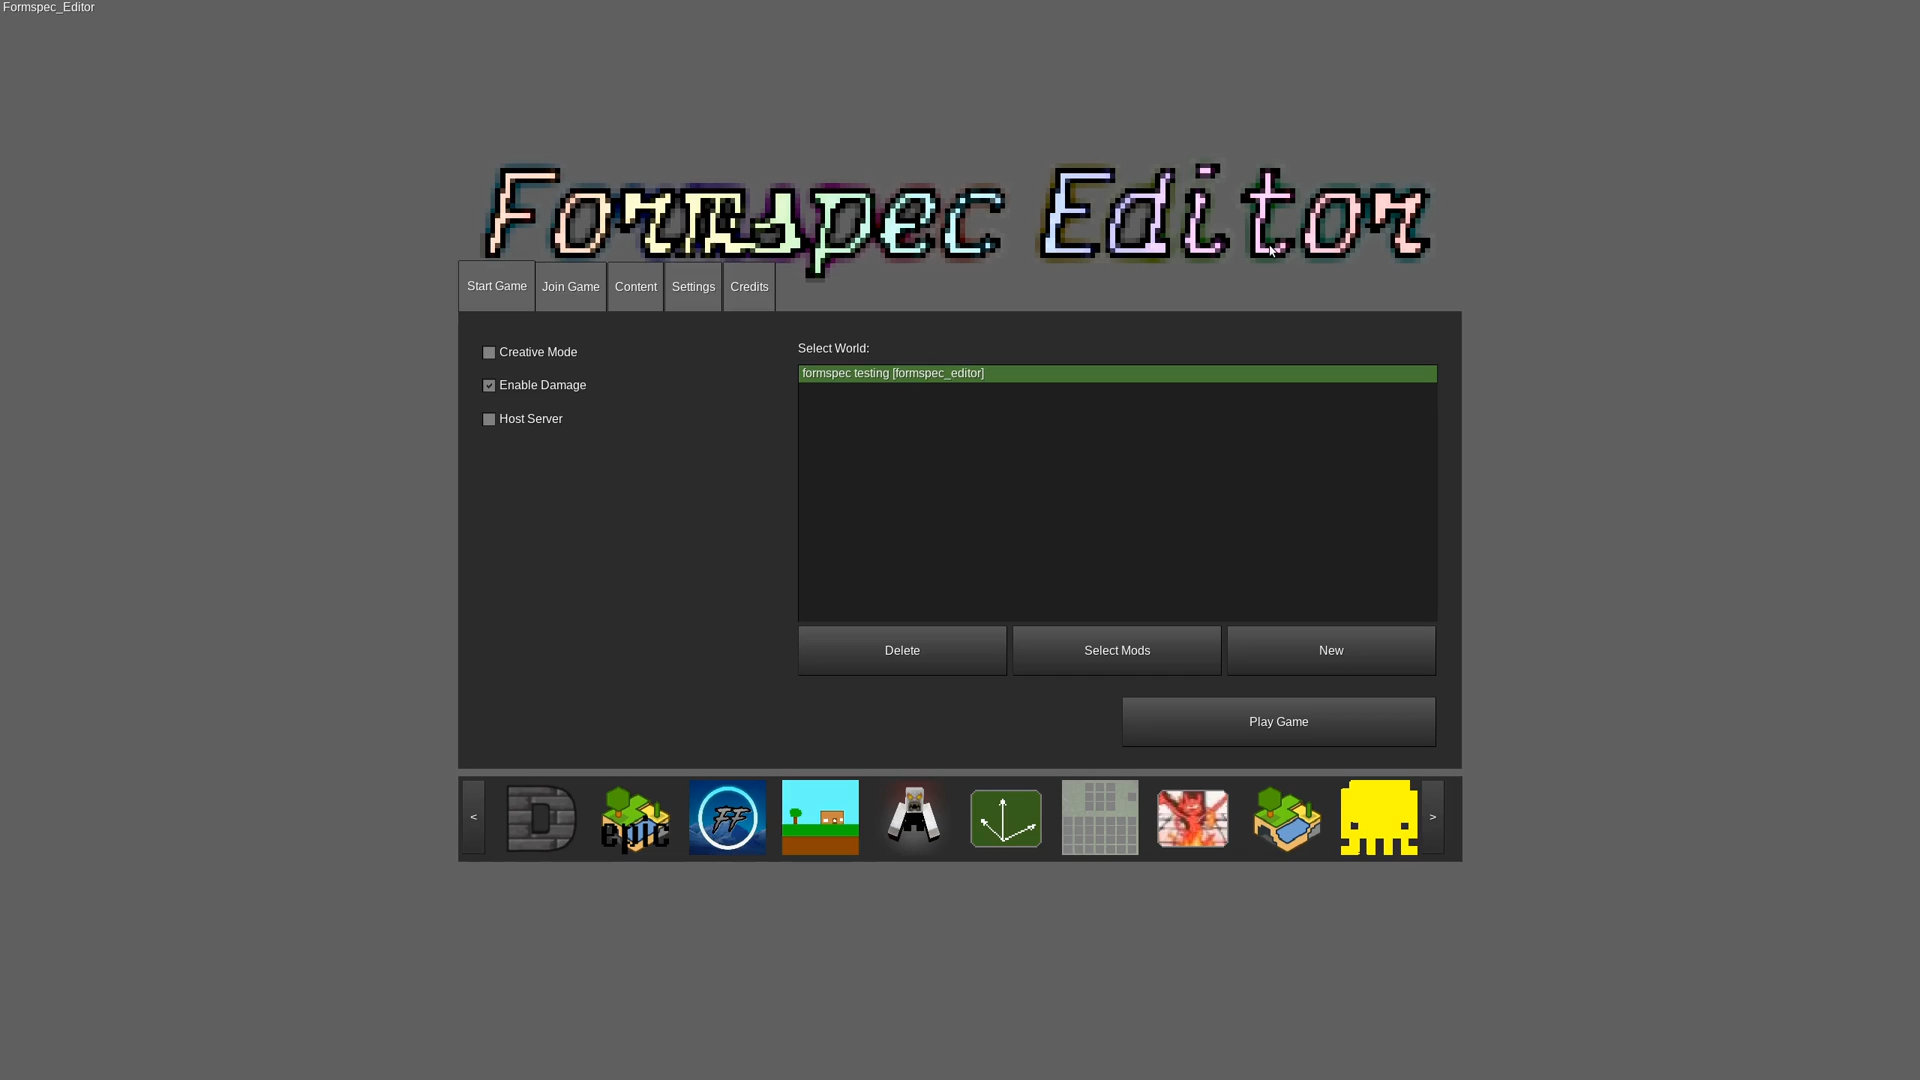 Formspec_Editor
Formspec Editor
Start Game
Join Game
Content
Settings
Credits
Creative Mode
Enable Damage
Host Server
Select World:
formspec testing [formspec_editor]
Delete
Select Mods
New
Play Game
<
D
epic
FF
>